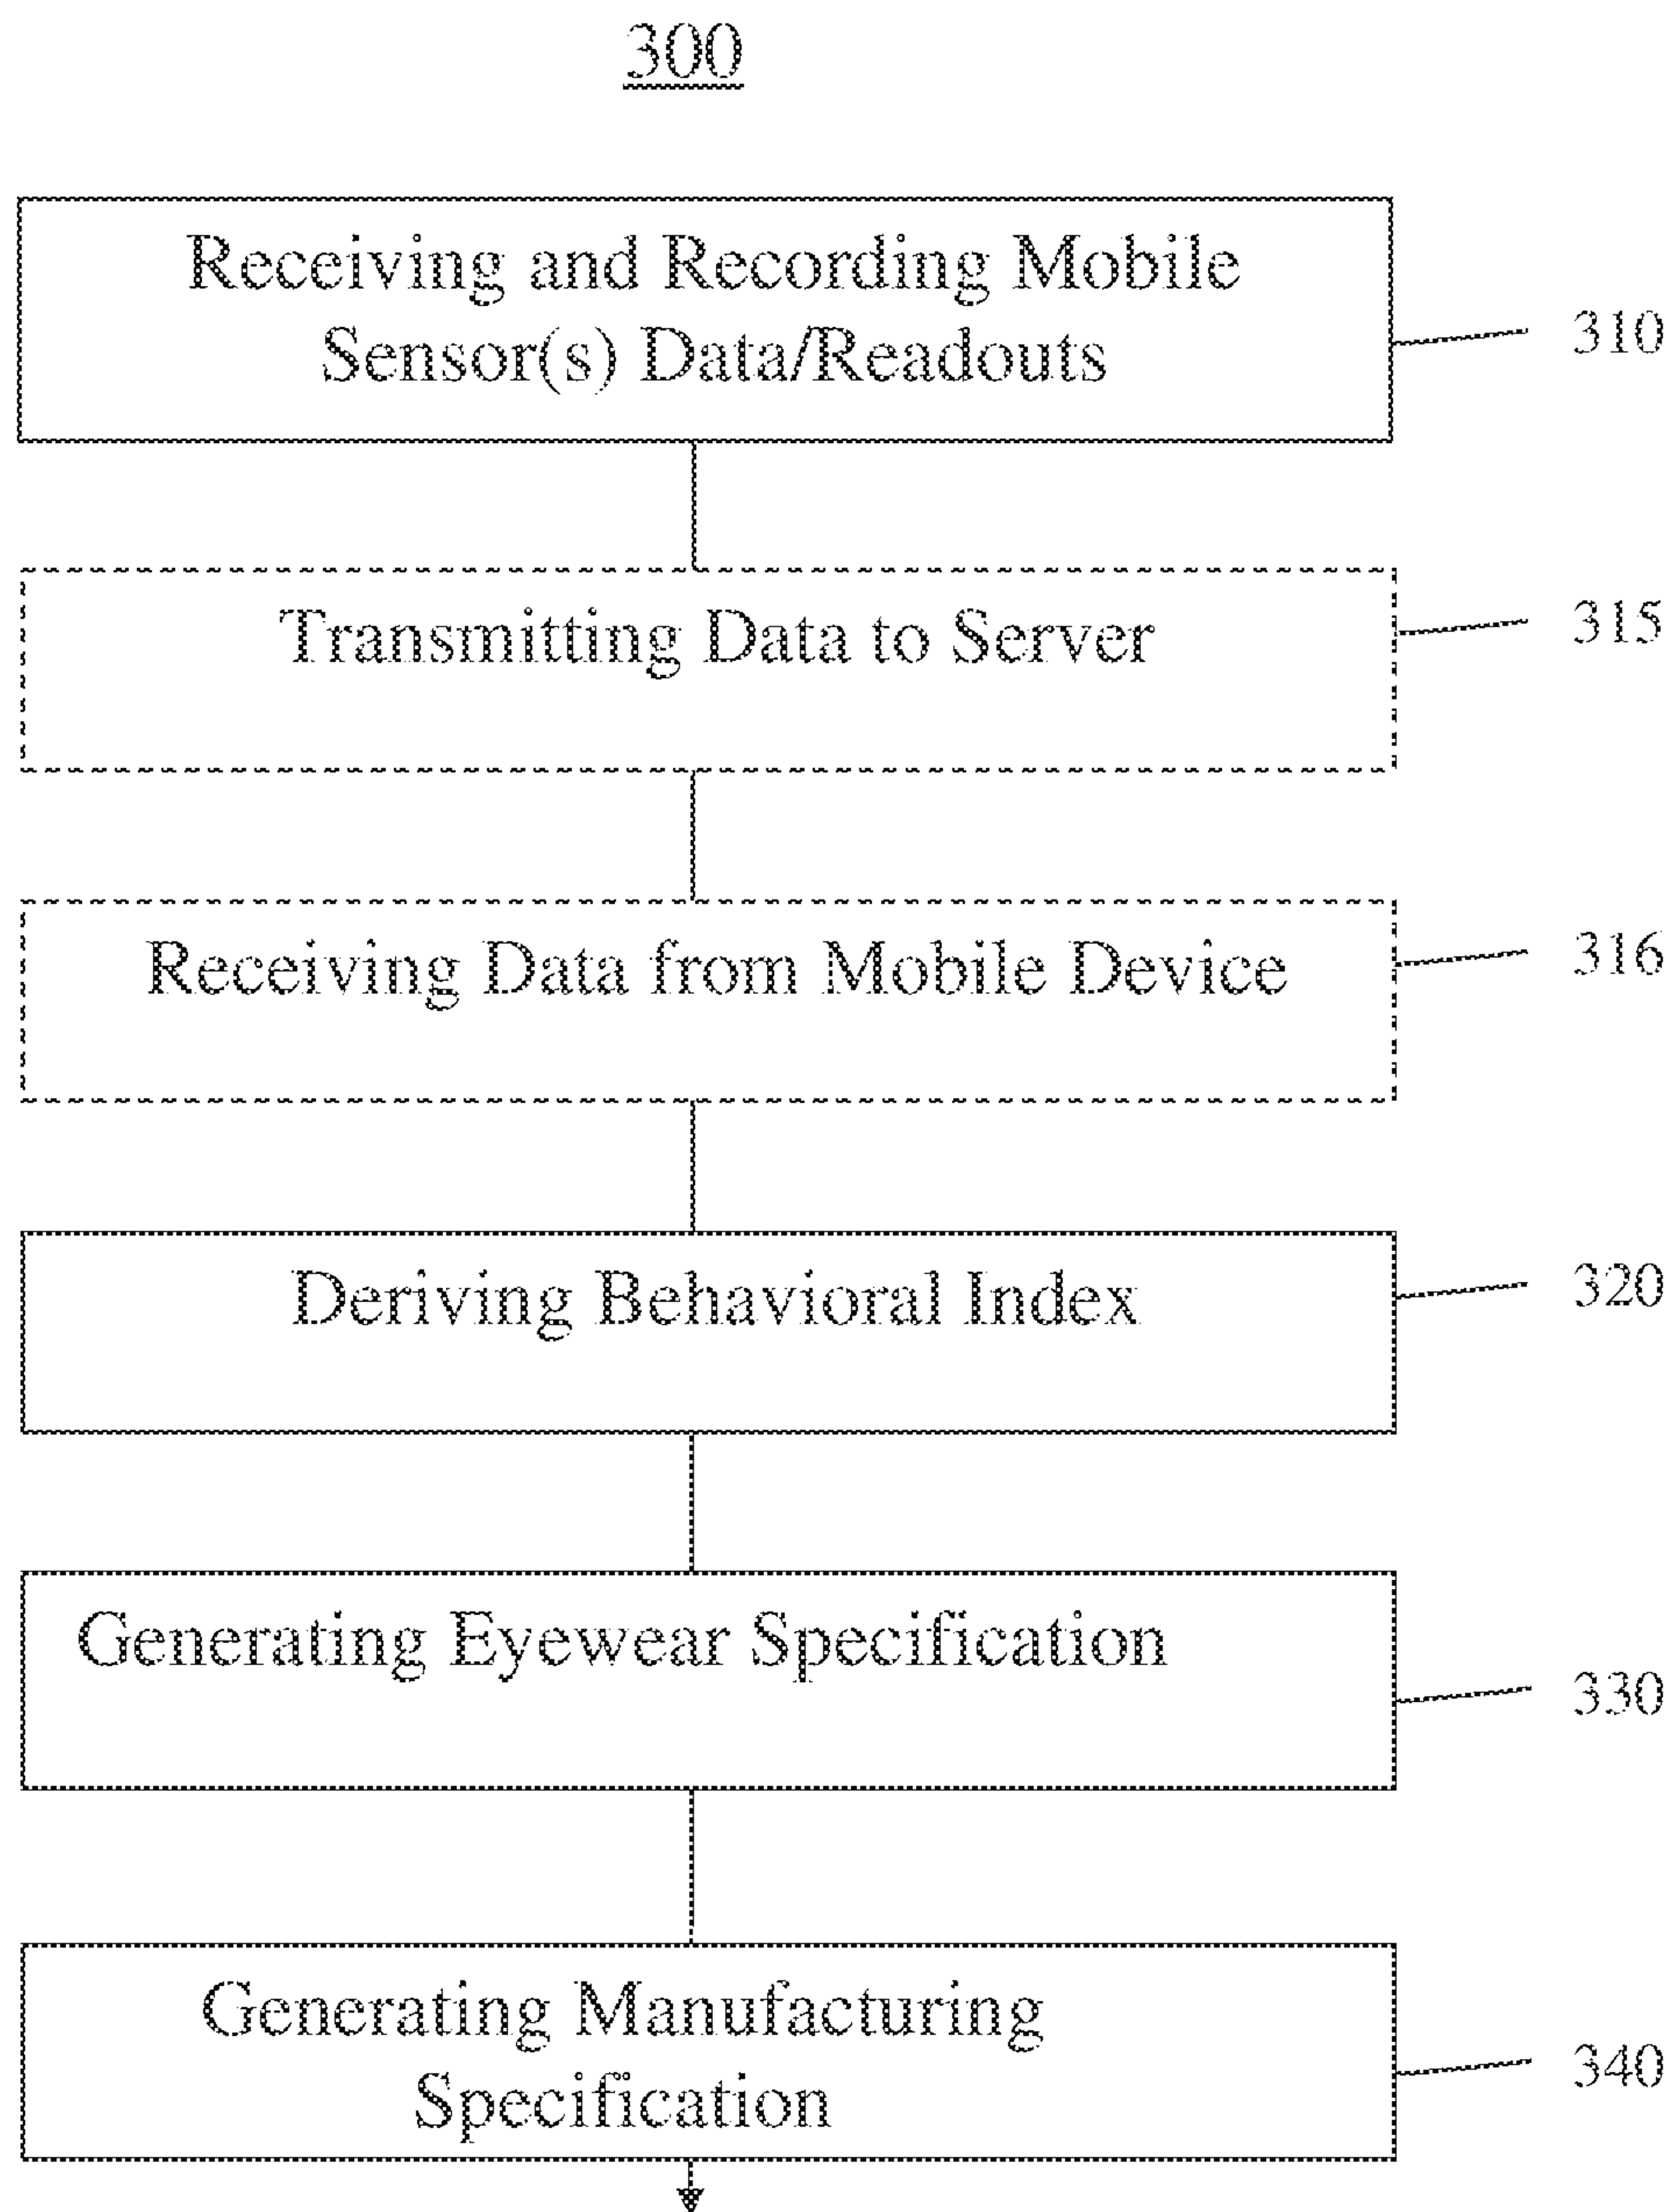 300
Receiving and Recording Mobile
Sensor(s) Data/Readouts
310
Transmitting Data to Server
315
Receiving Data from Mobile Device
316
Deriving Behavioral Index
320
Generating Eyewear Specification
330
Generating Manufacturing
Specification
340